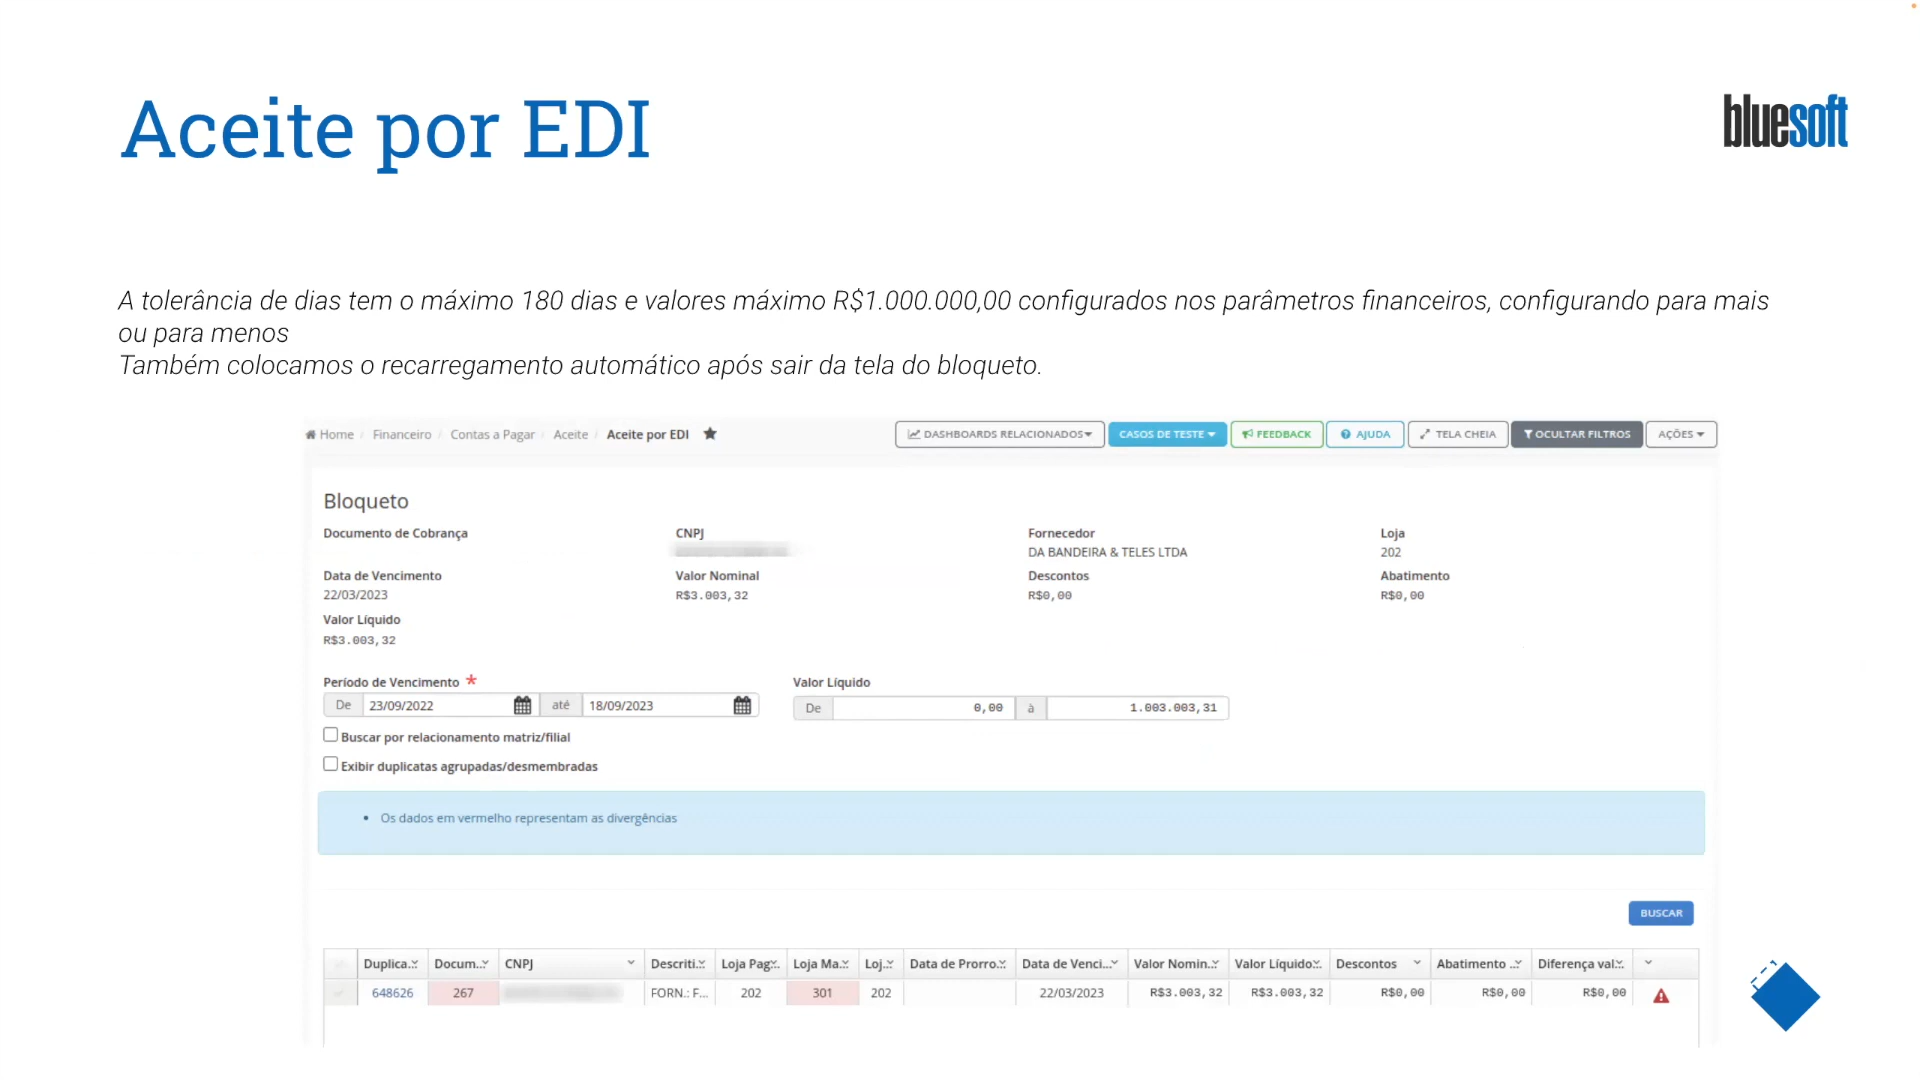 Aceite por EDI
bluesoft
A tolerância de dias tem o máximo 180 dias e valores máximo R$1.000.000,00 configurados nos parâmetros financeiros, configurando para mais
ou para menos
Também colocamos o recarregamento automático após sair da tela do bloqueto.
Home / Financeiro / Contas a Pagar / Aceite / Aceite por EDI
DASHBOARDS RELACIONADOS CASOS DE TESTE FEEDBACK AJUDA TELA CHEIA OCULTAR FILTROS AÇÕES
Bloqueto
Documento de Cobrança CNPJ Fornecedor Loja
DA BANDEIRA & TELES LTDA 202
Data de Vencimento Valor Nominal Descontos Abatimento
22/03/2023 R$3.003,32 R$0,00 R$0,00
Valor Líquido
R$3.003,32
Período de Vencimento * Valor Líquido
De 23/09/2022 até 18/09/2023 De 0,00 à 1.003.003,31
Buscar por relacionamento matriz/filial
Exibir duplicatas agrupadas/desmembradas
• Os dados em vermelho representam as divergências
BUSCAR
Duplica... Docum... CNPJ Descriti... Loja Pag... Loja Ma... Loj... Data de Prorro... Data de Venci... Valor Nomin... Valor Líquido... Descontos Abatimento ... Diferença val...
648626 267 FORN.: F... 202 301 202 22/03/2023 R$3.003,32 R$3.003,32 R$0,00 R$0,00 R$0,00